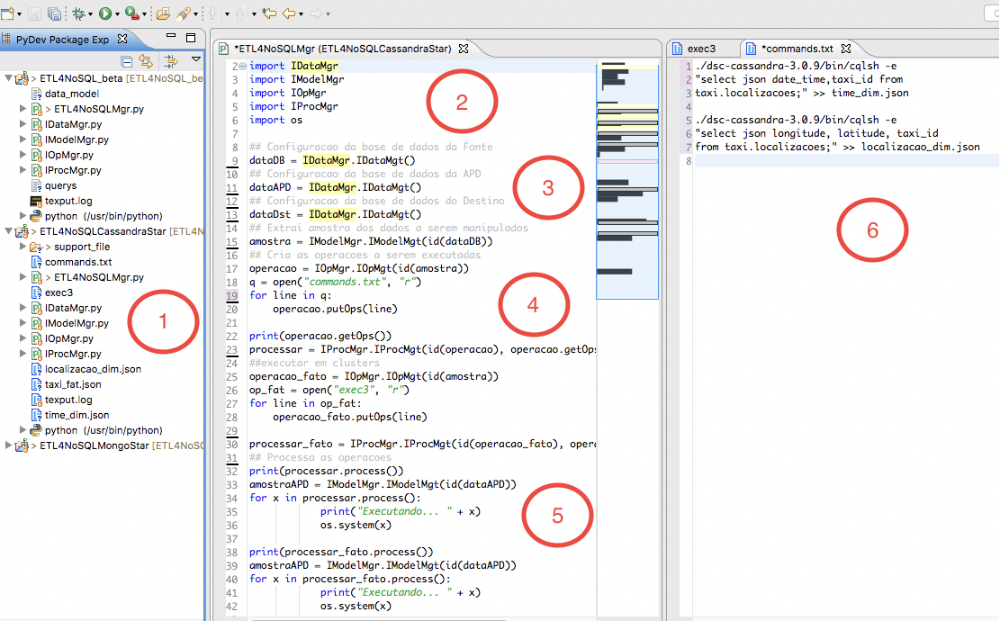 PyDev Package Exp
> ETL4NoSQL_beta [ETL4NoSQL_be
data_model
> ETL4NoSQLMgr.py
IDataMgr.py
IModelMgr.py
IOpMgr.py
IProcMgr.py
querys
texput.log
python (/usr/bin/python)
> ETL4NoSQLCassandraStar [ETL4N
> support_file
commands.txt
> ETL4NoSQLMgr.py
exec3
IDataMgr.py
IModelMgr.py
IOpMgr.py
IProcMgr.py
localizacao_dim.json
taxi_fat.json
texput.log
time_dim.json
python (/usr/bin/python)
> ETL4NoSQLMongoStar [ETL4NoSQ
1
*ETL4NoSQLMgr (ETL4NoSQLCassandraStar)
2 import IDataMgr
3 import IModelMgr
4 import IOpMgr
5 import IProcMgr
6 import os
7
8 ## Configuracao da base de dados da Fonte
9 dataDB = IDataMgr.IDataMgt()
10 ## Configuracao da base de dados da APD
11 dataAPD = IDataMgr.IDataMgt()
12 ## Configuracao da base de dados do Destino
13 dataDst = IDataMgr.IDataMgt()
14 ## Extrai amostra dos dados a serem manipulados
15 amostra = IModelMgr.IModelMgt(id(dataDB))
16 ## Cria as operacoes a serem executadas
17 operacao = IOpMgr.IOpMgt(id(amostra))
18 q = open("commands.txt", "r")
19 for line in q:
20 operacao.putOps(line)
21
22 print(operacao.getOps())
23 processar = IProcMgr.IProcMgt(id(operacao), operacao.getOps
24 ##executar em clusters
25 operacao_fato = IOpMgr.IOpMgt(id(amostra))
26 op_fat = open("exec3", "r")
27 for line in op_fat:
28 operacao_fato.putOps(line)
29
30 processar_fato = IProcMgr.IProcMgt(id(operacao_fato), opera
31 ## Processa as operacoes
32 print(processar.process())
33 amostraAPD = IModelMgr.IModelMgt(id(dataAPD))
34 for x in processar.process():
35 print("Executando... " + x)
36 os.system(x)
37
38 print(processar_fato.process())
39 amostraAPD = IModelMgr.IModelMgt(id(dataAPD))
40 for x in processar_fato.process():
41 print("Executando... " + x)
42 os.system(x)
2
3
4
5
exec3
*commands.txt
1 ./dsc-cassandra-3.0.9/bin/cqlsh -e
2 "select json date_time,taxi_id from
3 taxi.localizacoes;" >> time_dim.json
4
5 ./dsc-cassandra-3.0.9/bin/cqlsh -e
6 "select json longitude, latitude, taxi_id
7 from taxi.localizacoes;" >> localizacao_dim.json
8
6